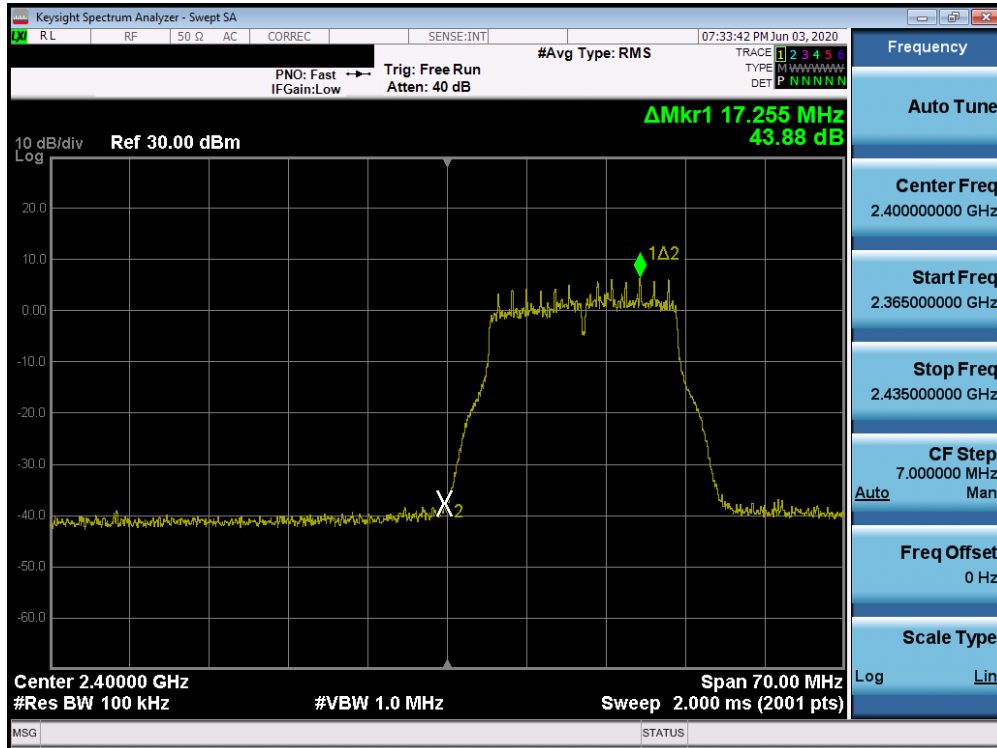 Keysight Spectrum Analyzer - Swept SA
LXI RL RF 50 Ω AC CORREC SENSE:INT 07:33:42 PM Jun 03, 2020
PNO: Fast
IFGain:Low
Trig: Free Run
Atten: 40 dB
#Avg Type: RMS
TRACE 1 2 3 4 5 6
TYPE M W W W W W
DET P N N N N N
ΔMkr1 17.255 MHz
43.88 dB
10 dB/div Ref 30.00 dBm
Log
20.0
10.0
0.00
-10.0
-20.0
-30.0
-40.0
-50.0
-60.0
1Δ2
X2
Center 2.40000 GHz Span 70.00 MHz
#Res BW 100 kHz #VBW 1.0 MHz Sweep 2.000 ms (2001 pts)
MSG STATUS
Frequency
Auto Tune
Center Freq
2.400000000 GHz
Start Freq
2.365000000 GHz
Stop Freq
2.435000000 GHz
CF Step
7.000000 MHz
Auto Man
Freq Offset
0 Hz
Scale Type
Log Lin